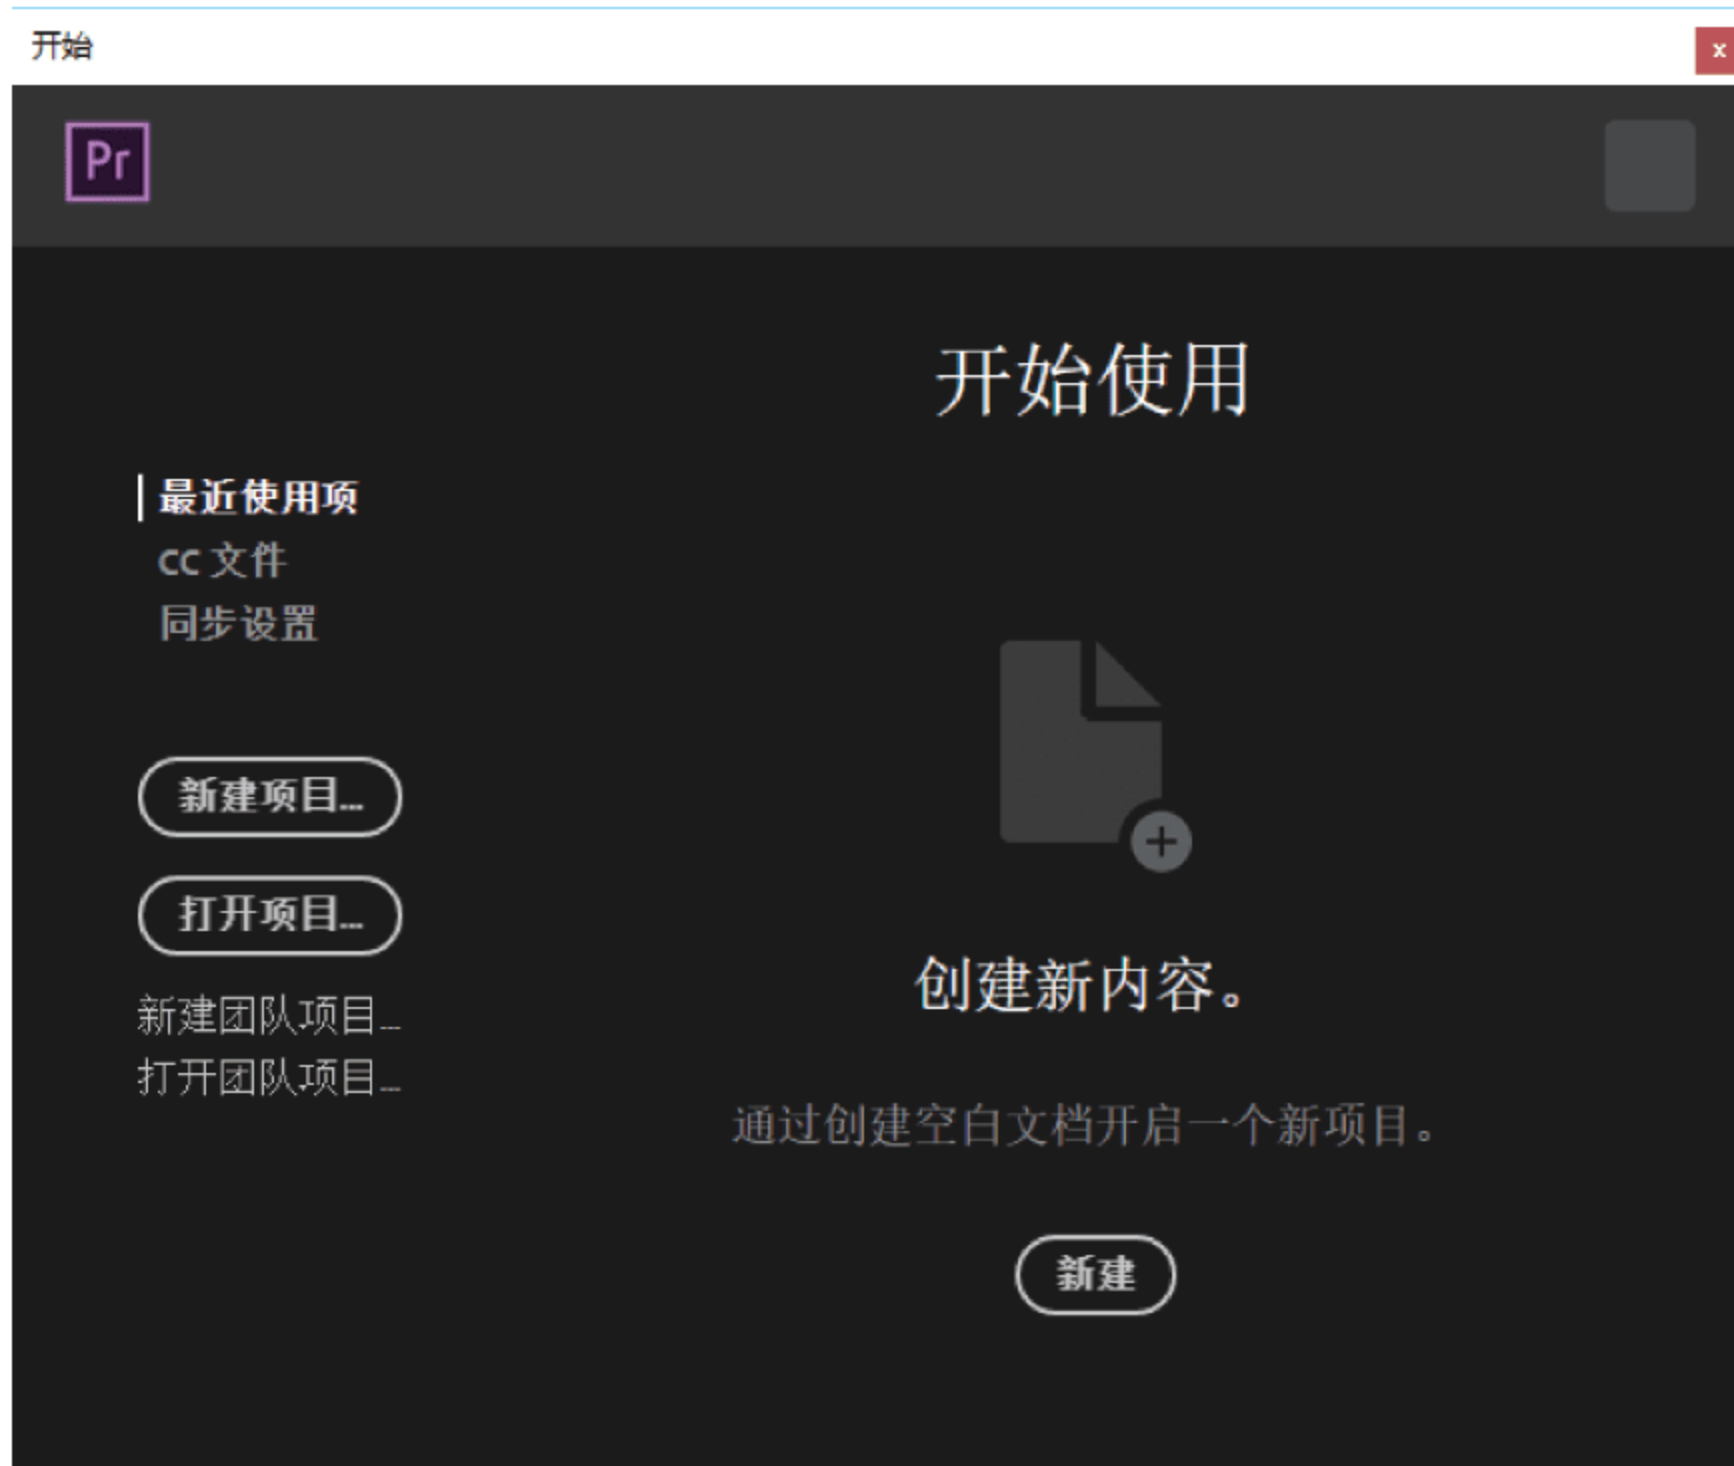 开始
x
Pr
开始使用
最近使用项
CC 文件
同步设置
新建项目...
打开项目...
新建团队项目...
打开团队项目...
创建新内容。
通过创建空白文档开启一个新项目。
新建